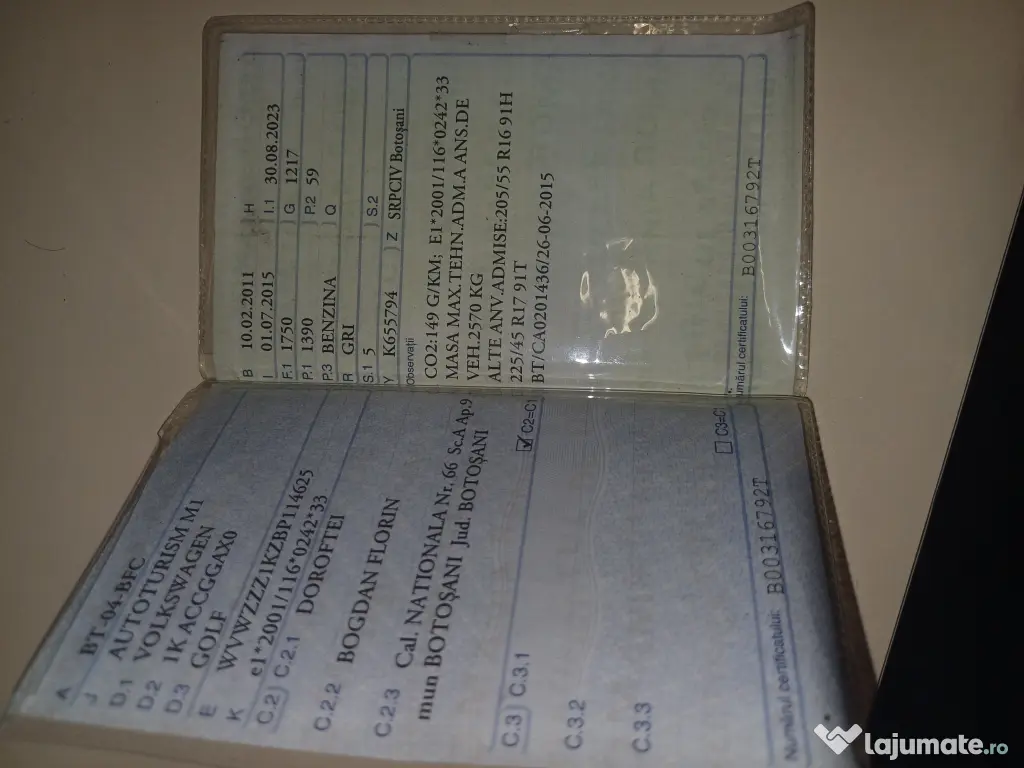 A BT-04-BFC
J AUTOTURISM M1
D.1 VOLKSWAGEN
D.2 1K ACCCGGAX0
D.3 GOLF
E WVWZZZ1KZBP114625
K e1*2001/116*0242*33
C.2 C.2.1 DOROFTEI
C.2.2 BOGDAN FLORIN
C.2.3 Cal. NATIONALA Nr.66 Sc.A Ap.9
mun BOTOŞANI Jud. BOTOŞANI
C.3 C.3.1 C2=C1
C.3.2
C.3.3 C3=C1
Numărul certificatului: B00316792T
B 10.02.2011 H
I 01.07.2015 I.1 30.08.2023
F.1 1750 G 1217
P.1 1390 P.2 59
P.3 BENZINA Q
R GRI
S.1 5 S.2
Y K655794 Z SRPCIV Botoşani
Observaţii
CO2:149 G/KM; E1*2001/116*0242*33
MASA MAX.TEHN.ADM.A ANS.DE
VEH.2570 KG
ALTE ANV.ADMISE:205/55 R16 91H
225/45 R17 91T
BT/CA0201436/26-06-2015
Numărul certificatului: B00316792T
lajumate.ro